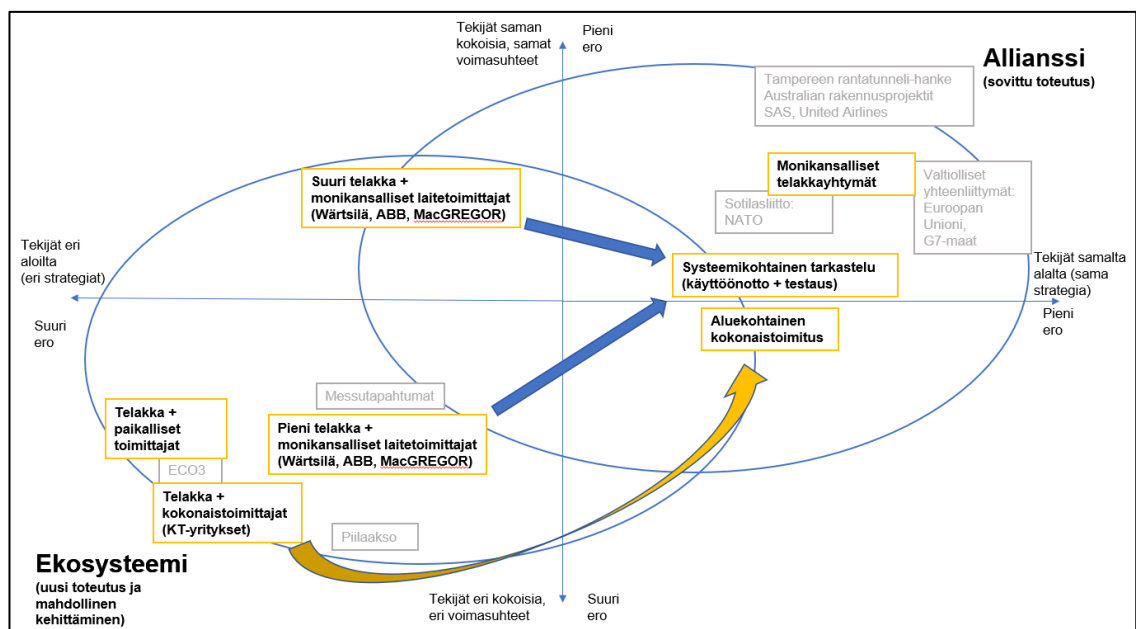 Tekijät saman
kokoisia, samat
voimasuhteet
Pieni
ero
Allianssi
(sovittu toteutus)
Tampereen rantatunneli-hanke
Australian rakennusprojektit
SAS, United Airlines
Monikansalliset
telakkayhtymät
Valtiolliset
yhteenliittymät:
Euroopan
Unioni,
G7-maat
Sotilasliitto:
NATO
Suuri telakka +
monikansalliset laitetoimittajat
(Wärtsilä, ABB, MacGREGOR)
Tekijät eri
aloilta
(eri strategiat)
Suuri
ero
Tekijät samalta
alalta (sama
strategia)
Pieni
ero
Systeemikohtainen tarkastelu
(käyttöönotto + testaus)
Aluekohtainen
kokonaistoimitus
Messutapahtumat
Pieni telakka +
monikansalliset laitetoimittajat
(Wärtsilä, ABB, MacGREGOR)
Telakka +
paikalliset
toimittajat
ECO3
Telakka +
kokonaistoimittajat
(KT-yritykset)
Piilaakso
Ekosysteemi
(uusi toteutus ja
mahdollinen
kehittäminen)
Tekijät eri kokoisia,
eri voimasuhteet
Suuri
ero